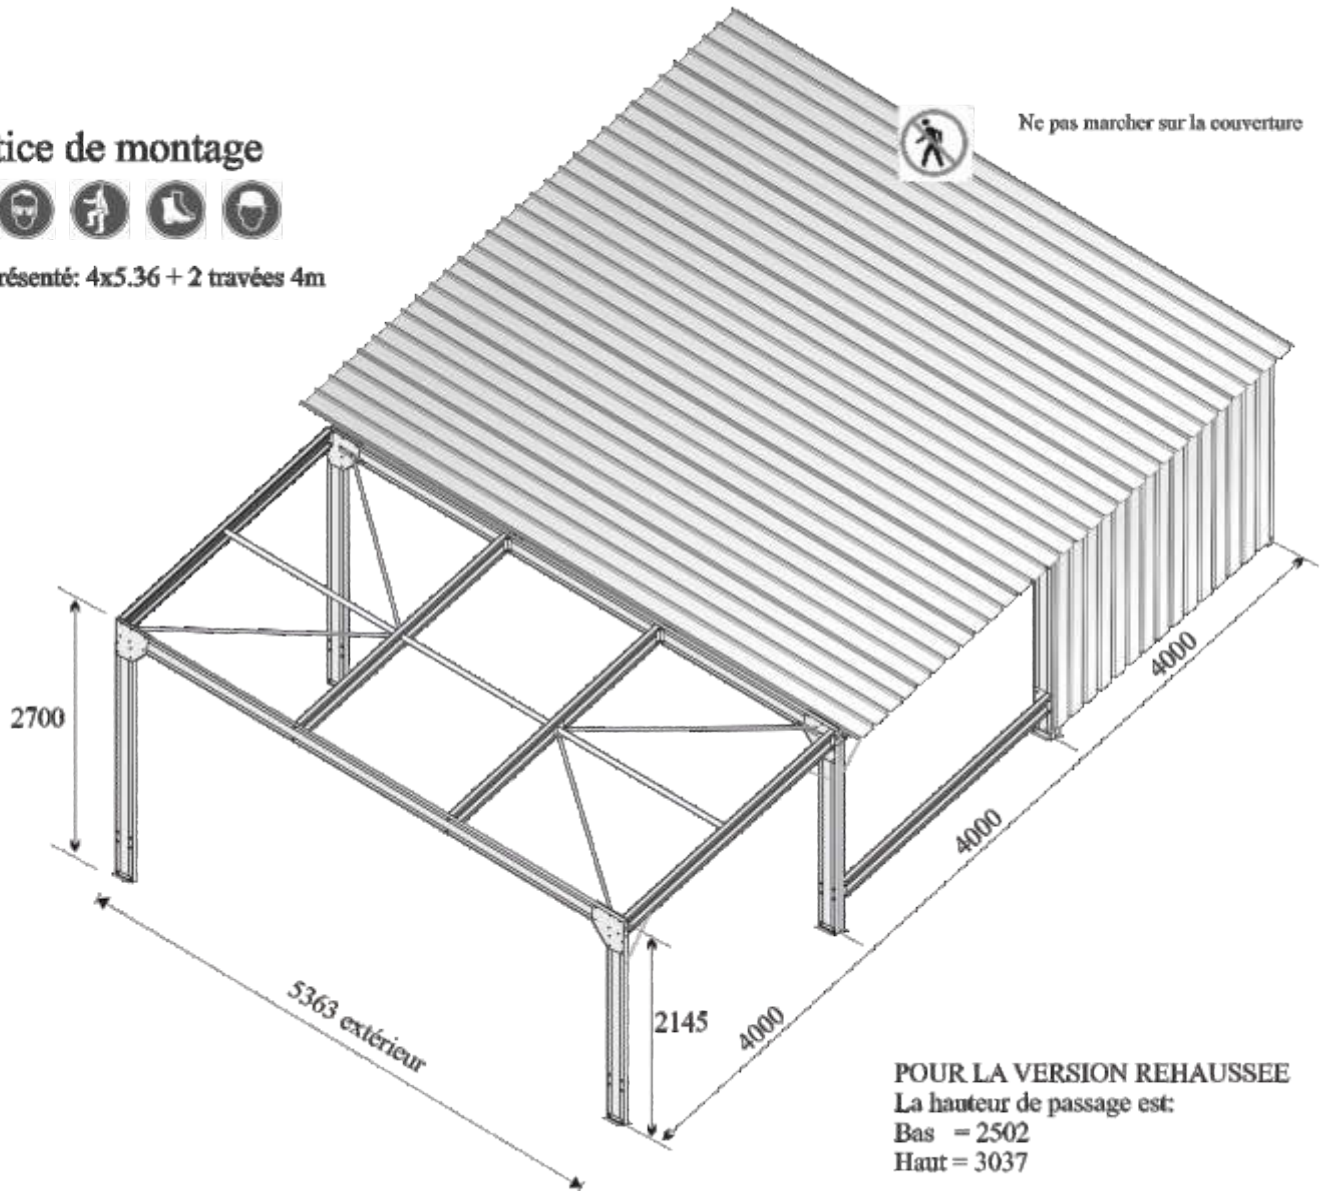 tice de montage
Ne pas marcher sur la couverture
résenté: 4x5.36 + 2 travées 4m
2700
4000
4000
5363 extérieur
2145
4000
POUR LA VERSION REHAUSSEE
La hauteur de passage est:
Bas = 2502
Haut = 3037